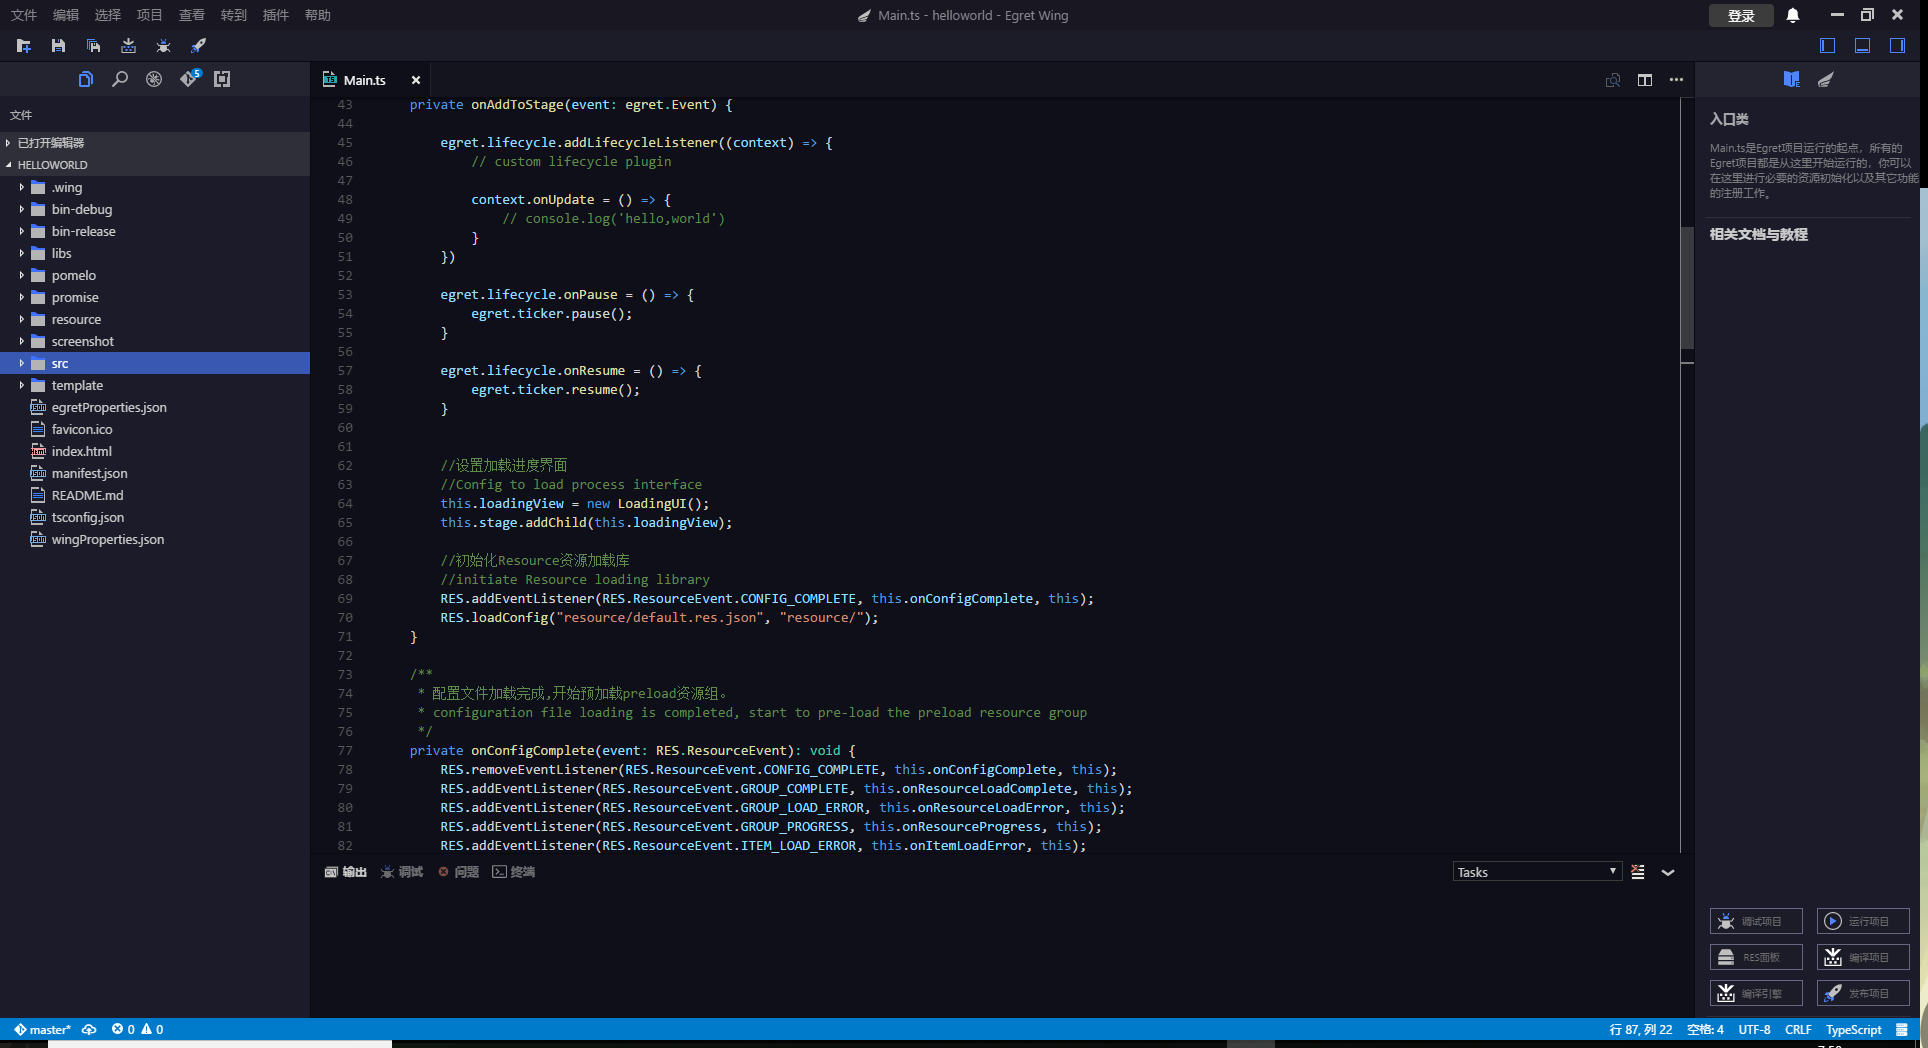 文件 编辑 选择 项目 查看 转到 插件 帮助
Main.ts - helloworld - Egret Wing
登录
5
文件
已打开编辑器
HELLOWORLD
.wing
bin-debug
bin-release
libs
pomelo
promise
resource
screenshot
src
template
egretProperties.json
favicon.ico
index.html
manifest.json
README.md
tsconfig.json
wingProperties.json
Main.ts
43 private onAddToStage(event: egret.Event) {
44
45 egret.lifecycle.addLifecycleListener((context) => {
46 // custom lifecycle plugin
47
48 context.onUpdate = () => {
49 // console.log('hello,world')
50 }
51 })
52
53 egret.lifecycle.onPause = () => {
54 egret.ticker.pause();
55 }
56
57 egret.lifecycle.onResume = () => {
58 egret.ticker.resume();
59 }
60
61
62 //设置加载进度界面
63 //Config to load process interface
64 this.loadingView = new LoadingUI();
65 this.stage.addChild(this.loadingView);
66
67 //初始化Resource资源加载库
68 //initiate Resource loading library
69 RES.addEventListener(RES.ResourceEvent.CONFIG_COMPLETE, this.onConfigComplete, this);
70 RES.loadConfig("resource/default.res.json", "resource/");
71 }
72
73 /**
74 * 配置文件加载完成,开始预加载preload资源组。
75 * configuration file loading is completed, start to pre-load the preload resource group
76 */
77 private onConfigComplete(event: RES.ResourceEvent): void {
78 RES.removeEventListener(RES.ResourceEvent.CONFIG_COMPLETE, this.onConfigComplete, this);
79 RES.addEventListener(RES.ResourceEvent.GROUP_COMPLETE, this.onResourceLoadComplete, this);
80 RES.addEventListener(RES.ResourceEvent.GROUP_LOAD_ERROR, this.onResourceLoadError, this);
81 RES.addEventListener(RES.ResourceEvent.GROUP_PROGRESS, this.onResourceProgress, this);
82 RES.addEventListener(RES.ResourceEvent.ITEM_LOAD_ERROR, this.onItemLoadError, this);
输出 调试 问题 终端
Tasks
入口类
Main.ts是Egret项目运行的起点，所有的
Egret项目都是从这里开始运行的，你可以
在这里进行必要的资源初始化以及其它功能
的注册工作。
相关文档与教程
调试项目 运行项目
RES面板 编译项目
编译引擎 发布项目
master* 0 0
行 87, 列 22 空格: 4 UTF-8 CRLF TypeScript